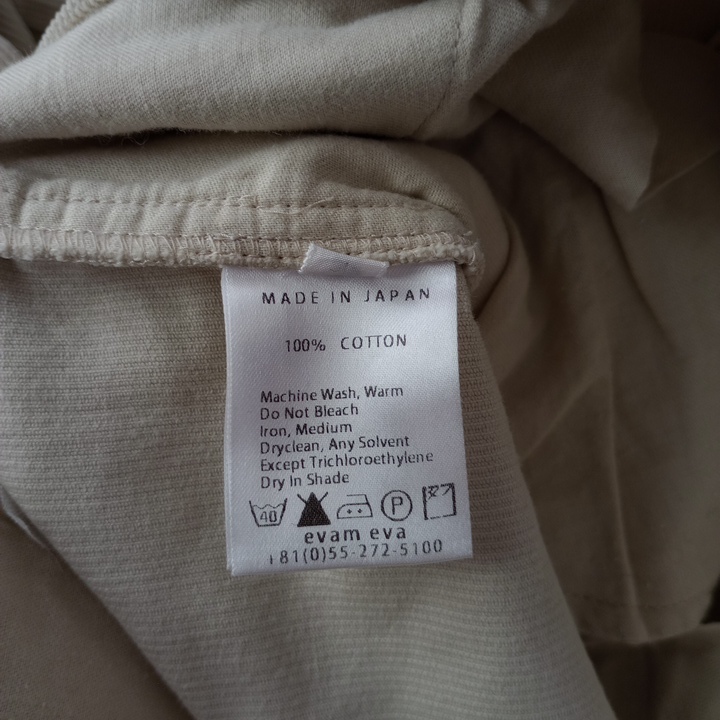 MADE IN JAPAN
100% COTTON
Machine Wash, Warm
Do Not Bleach
Iron, Medium
Dryclean, Any Solvent
Except Trichloroethylene
Dry In Shade
40 P
evam eva
+81(0)55-272-5100